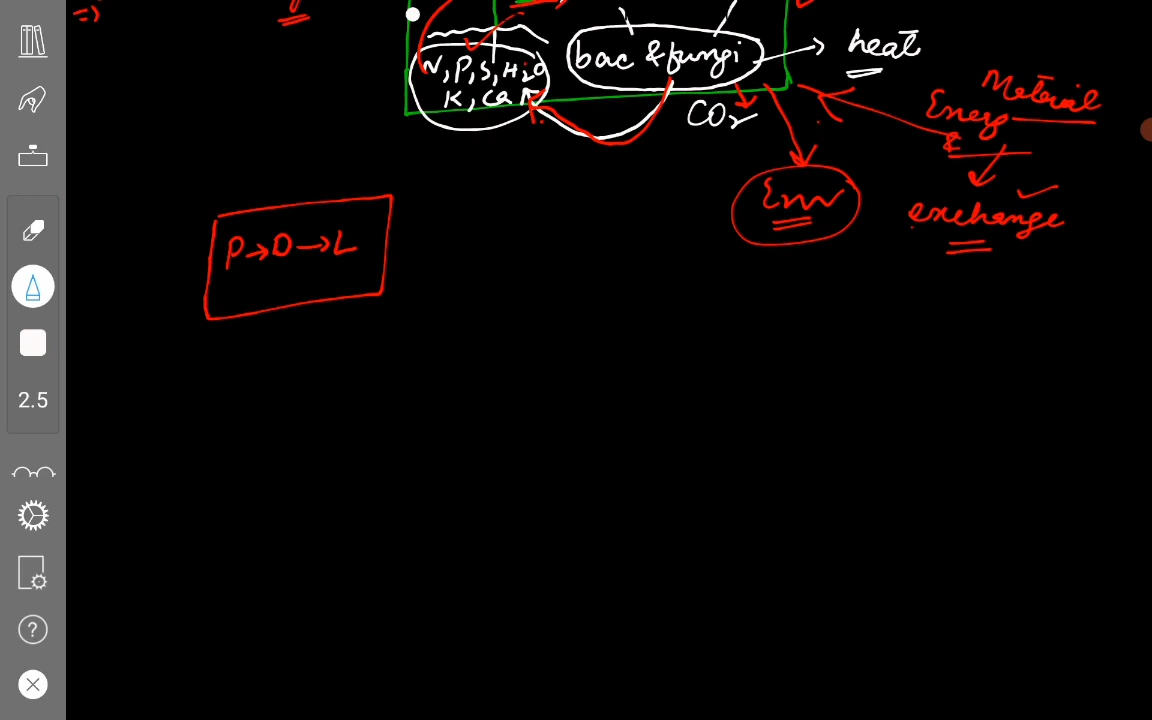 =>
bac & fungi → heat
N, P, S, H2O
K, Ca
CO2
Material
Energy
&
exchange
Env
P→D→L
2.5
?